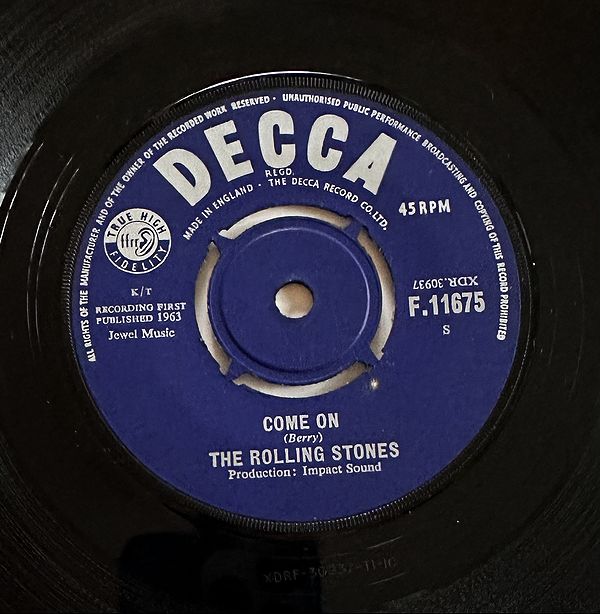 ALL RIGHTS OF THE MANUFACTURER AND OF THE OWNER OF THE RECORDED WORK RESERVED · UNAUTHORISED PUBLIC PERFORMANCE BROADCASTING AND COPYING OF THIS RECORD PROHIBITED
DECCA
REGD.
MADE IN ENGLAND · THE DECCA RECORD CO. LTD.
45 RPM
TRUE HIGH
ffrr
FIDELITY
K/T
RECORDING FIRST
PUBLISHED 1963
Jewel Music
XDR.30937
F.11675
S
COME ON
(Berry)
THE ROLLING STONES
Production: Impact Sound